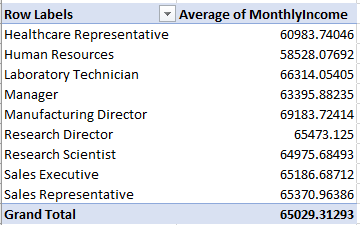 Row Labels Average of MonthlyIncome
Healthcare Representative 60983.74046
Human Resources 58528.07692
Laboratory Technician 66314.05405
Manager 63395.88235
Manufacturing Director 69183.72414
Research Director 65473.125
Research Scientist 64975.68493
Sales Executive 65186.68712
Sales Representative 65370.96386
Grand Total 65029.31293